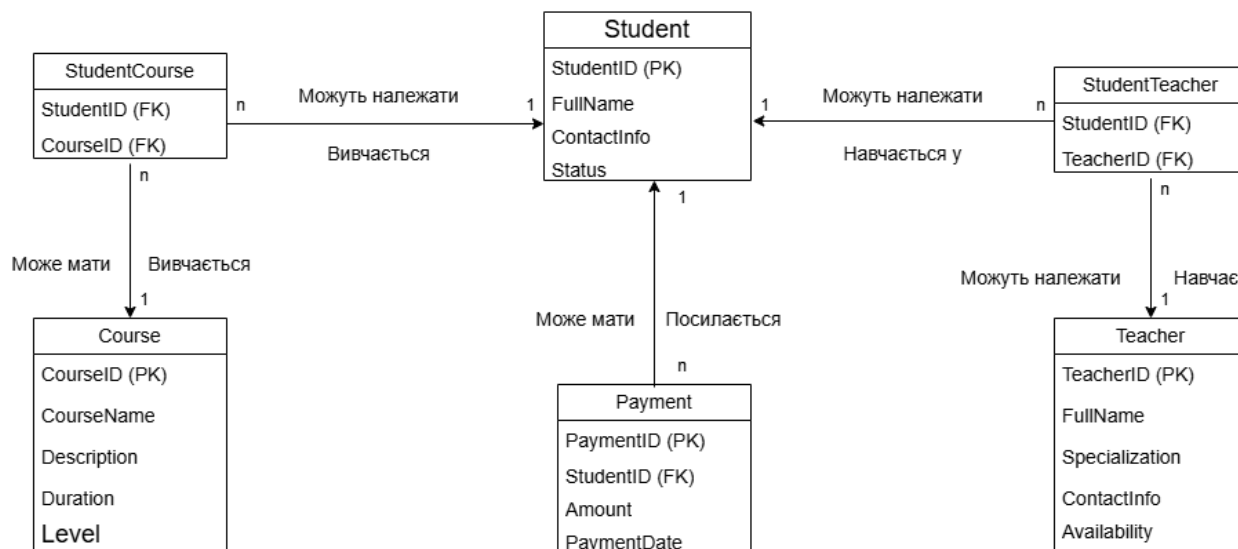 Student
StudentID (PK)
FullName
ContactInfo
Status
StudentCourse
StudentID (FK)
CourseID (FK)
n
Можуть належати
1
Вивчається
1
Можуть належати
n
Навчається у
StudentTeacher
StudentID (FK)
TeacherID (FK)
n
Може мати
Вивчається
1
1
Може мати
Посилається
n
n
Можуть належати
Навчає
1
Course
CourseID (PK)
CourseName
Description
Duration
Level
Payment
PaymentID (PK)
StudentID (FK)
Amount
PaymentDate
Teacher
TeacherID (PK)
FullName
Specialization
ContactInfo
Availability